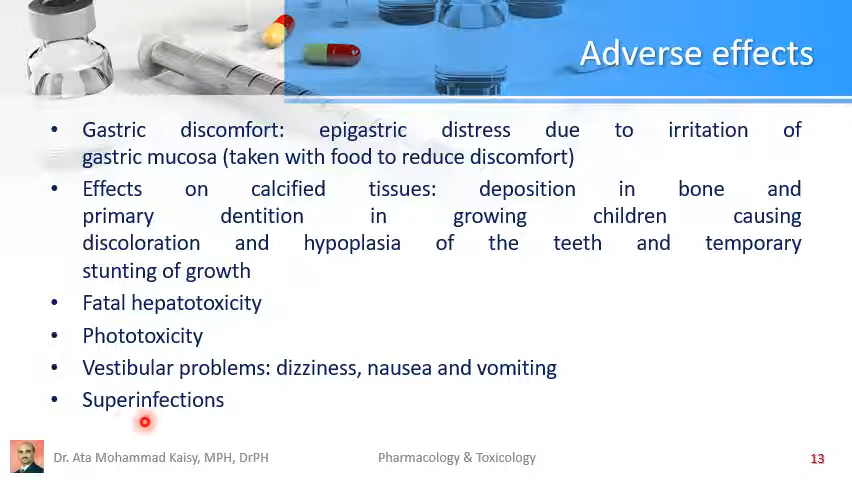 Adverse effects
• Gastric discomfort: epigastric distress due to irritation of
gastric mucosa (taken with food to reduce discomfort)
• Effects on calcified tissues: deposition in bone and
primary dentition in growing children causing
discoloration and hypoplasia of the teeth and temporary
stunting of growth
• Fatal hepatotoxicity
• Phototoxicity
• Vestibular problems: dizziness, nausea and vomiting
• Superinfections
Dr. Ata Mohammad Kaisy, MPH, DrPH
Pharmacology & Toxicology
13